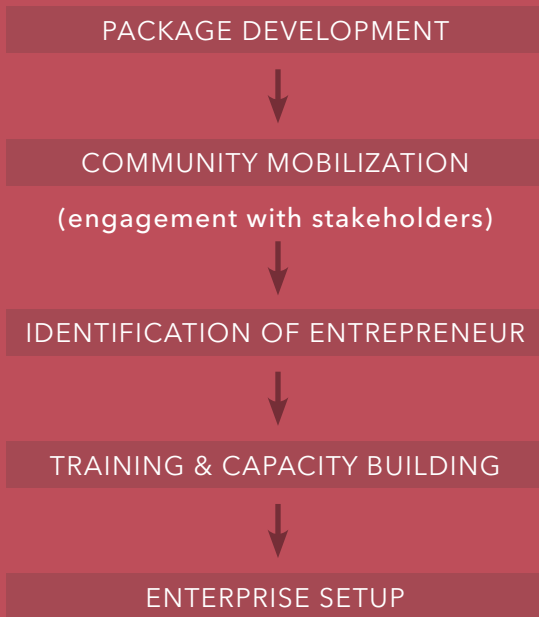 PACKAGE DEVELOPMENT
COMMUNITY MOBILIZATION
(engagement with stakeholders)
IDENTIFICATION OF ENTREPRENEUR
TRAINING & CAPACITY BUILDING
ENTERPRISE SETUP